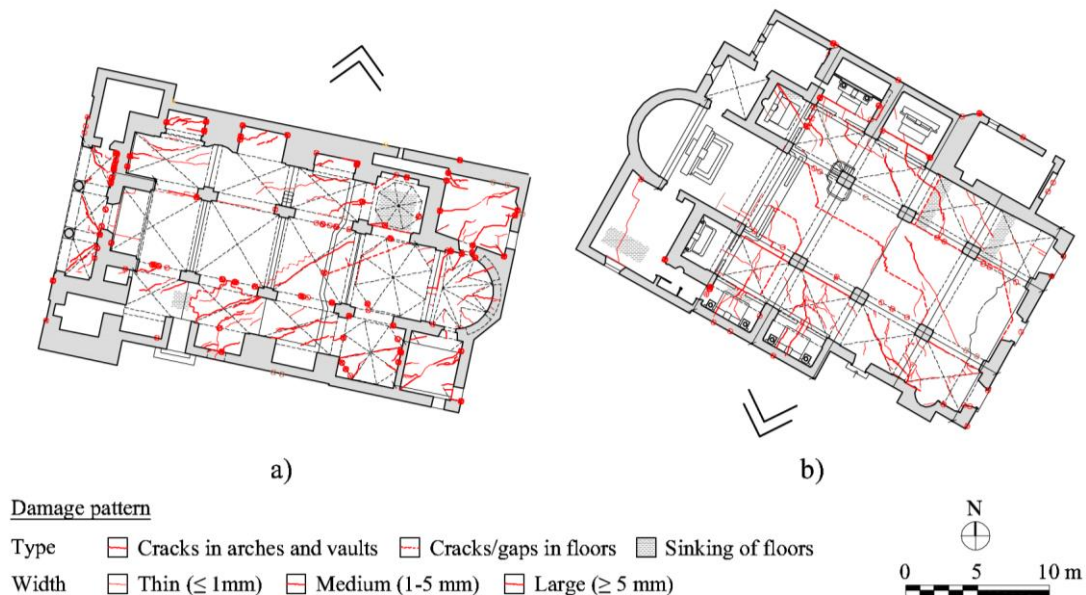 a)
b)
Damage pattern
N
Type Cracks in arches and vaults Cracks/gaps in floors Sinking of floors
Width Thin (≤ 1mm) Medium (1-5 mm) Large (≥ 5 mm)
0 5 10 m